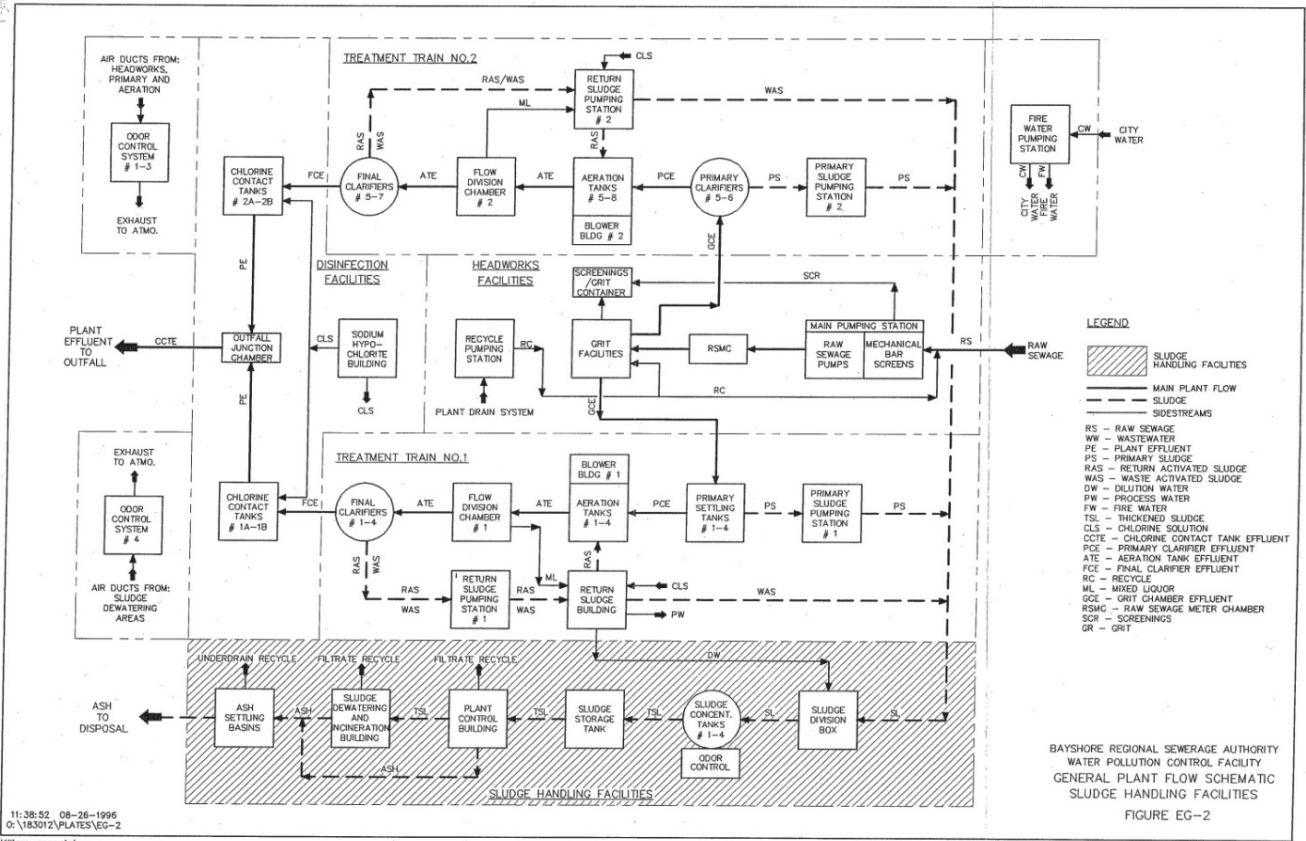 TREATMENT TRAIN NO.2
AIR DUCTS FROM:
HEADWORKS,
PRIMARY AND
AERATION
ODOR
CONTROL
SYSTEM
# 1-3
EXHAUST
TO ATMO.
CHLORINE
CONTACT
TANKS
# 2A-2B
FCE
RAS/WAS
RAS
WAS
FINAL
CLARIFIERS
# 5-7
ATE
ML
FLOW
DIVISION
CHAMBER
# 2
ATE
CLS
RETURN
SLUDGE
PUMPING
STATION
# 2
RAS
AERATION
TANKS
# 5-8
BLOWER
BLDG # 2
PCE
PRIMARY
CLARIFIERS
# 5-6
PS
PRIMARY
SLUDGE
PUMPING
STATION
# 2
PS
WAS
FIRE
WATER
PUMPING
STATION
CW
CITY
WATER
CW
FW
CITY
WATER
FIRE
WATER
GCE
PE
DISINFECTION
FACILITIES
HEADWORKS
FACILITIES
SCREENINGS
/GRIT
CONTAINER
SCR
PLANT
EFFLUENT
TO
OUTFALL
CCTE
OUTFALL
JUNCTION
CHAMBER
CLS
SODIUM
HYPO-
CHLORITE
BUILDING
CLS
RECYCLE
PUMPING
STATION
RC
PLANT DRAIN SYSTEM
GRIT
FACILITIES
RSMC
MAIN PUMPING STATION
RAW
SEWAGE
PUMPS
MECHANICAL
BAR
SCREENS
RS
RAW
SEWAGE
RC
GCE
PE
LEGEND
SLUDGE
HANDLING FACILITIES
MAIN PLANT FLOW
SLUDGE
SIDESTREAMS
RS - RAW SEWAGE
WW - WASTEWATER
PE - PLANT EFFLUENT
PS - PRIMARY SLUDGE
RAS - RETURN ACTIVATED SLUDGE
WAS - WASTE ACTIVATED SLUDGE
DW - DILUTION WATER
PW - PROCESS WATER
FW - FIRE WATER
TSL - THICKENED SLUDGE
CLS - CHLORINE SOLUTION
CCTE - CHLORINE CONTACT TANK EFFLUENT
PCE - PRIMARY CLARIFIER EFFLUENT
ATE - AERATION TANK EFFLUENT
FCE - FINAL CLARIFIER EFFLUENT
RC - RECYCLE
ML - MIXED LIQUOR
GCE - GRIT CHAMBER EFFLUENT
RSMC - RAW SEWAGE METER CHAMBER
SCR - SCREENINGS
GR - GRIT
TREATMENT TRAIN NO.1
EXHAUST
TO ATMO.
ODOR
CONTROL
SYSTEM
# 4
AIR DUCTS FROM:
SLUDGE
DEWATERING
AREAS
CHLORINE
CONTACT
TANKS
# 1A-1B
FCE
FINAL
CLARIFIERS
# 1-4
ATE
FLOW
DIVISION
CHAMBER
# 1
ATE
BLOWER
BLDG # 1
AERATION
TANKS
# 1-4
PCE
PRIMARY
SETTLING
TANKS
# 1-4
PS
PRIMARY
SLUDGE
PUMPING
STATION
# 1
PS
RAS
WAS
RAS
WAS
RETURN
SLUDGE
PUMPING
STATION
# 1
RAS
WAS
ML
RAS
RETURN
SLUDGE
BUILDING
CLS
PW
WAS
DW
UNDERDRAIN RECYCLE
FILTRATE RECYCLE
FILTRATE RECYCLE
ASH
TO
DISPOSAL
ASH
SETTLING
BASINS
ASH
SLUDGE
DEWATERING
AND
INCINERATION
BUILDING
TSL
PLANT
CONTROL
BUILDING
TSL
SLUDGE
STORAGE
TANK
TSL
SLUDGE
CONCENT.
TANKS
# 1-4
ODOR
CONTROL
SL
SLUDGE
DIVISION
BOX
SL
ASH
SLUDGE HANDLING FACILITIES
BAYSHORE REGIONAL SEWERAGE AUTHORITY
WATER POLLUTION CONTROL FACILITY
GENERAL PLANT FLOW SCHEMATIC
SLUDGE HANDLING FACILITIES
FIGURE EG-2
11:38:52 08-26-1996
O:\183012\PLATES\EG-2